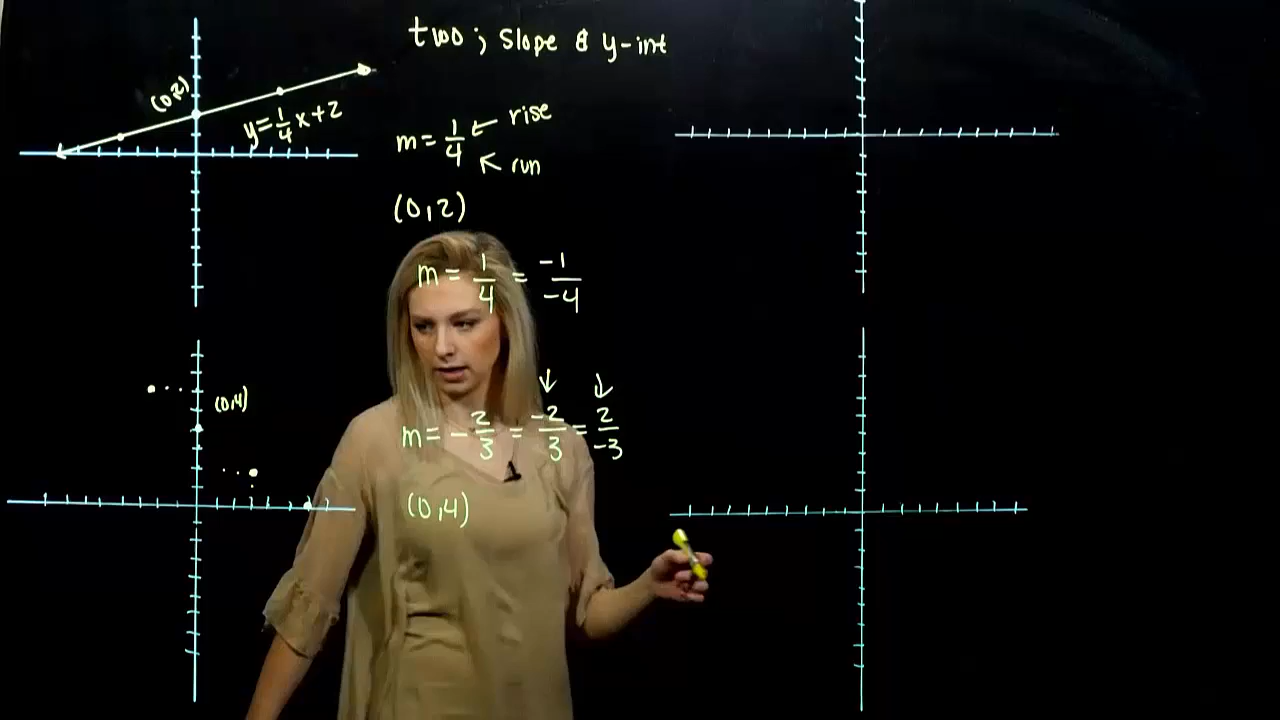 two ; slope & y-int
(0,2)
y=1/4x+2
m=1/4 ← rise
← run
(0,2)
m=1/4=-1/-4
(0,4)
↓ ↓
m=-2/3=-2/3=2/-3
(0,4)